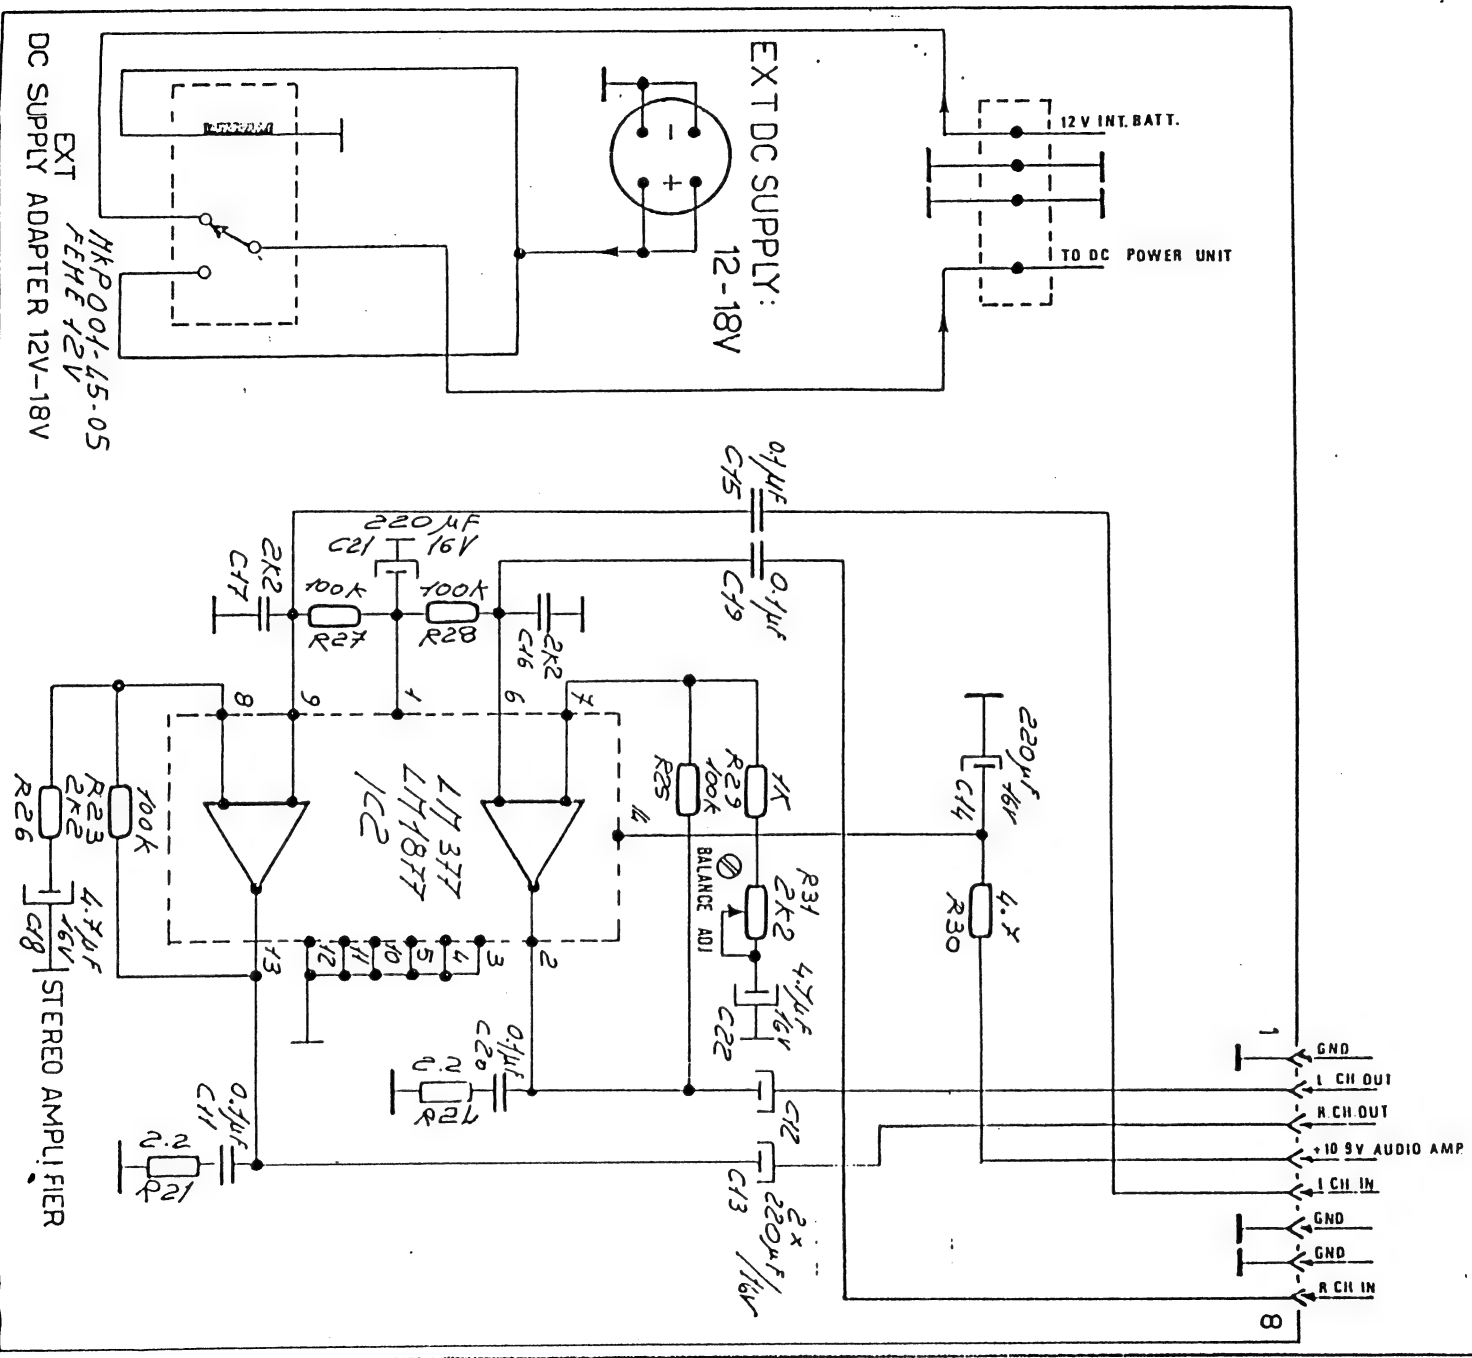 EXT DC SUPPLY:
12-18V
12V INT. BATT.
TO DC POWER UNIT
-
+
EXT
DC SUPPLY ADAPTER 12V-18V
MKP001-45-05
FEME 12V
0.1µF
C15
0.1µF
C19
220µF
C21
16V
2K2
C17
100K
R27
100K
R28
2K2
C16
8
9
1
6
7
14
LM377
LM1877
IC2
100K
R23
2K2
R26
4.7µF
16V
C18
13
12
11
10
5
4
3
2
1K
R29
100K
R25
R31
2K2
BALANCE ADJ
4.7µF
16V
C22
220µF
16V
C14
4.7
R30
0.1µF
C20
2.2
R24
0.1µF
C11
2.2
R21
C12
C13
2x
220µF/
/16V
STEREO AMPLIFIER
1
GND
L CH OUT
R CH.OUT
+10 9V AUDIO AMP
L CH IN
GND
GND
R CH IN
8